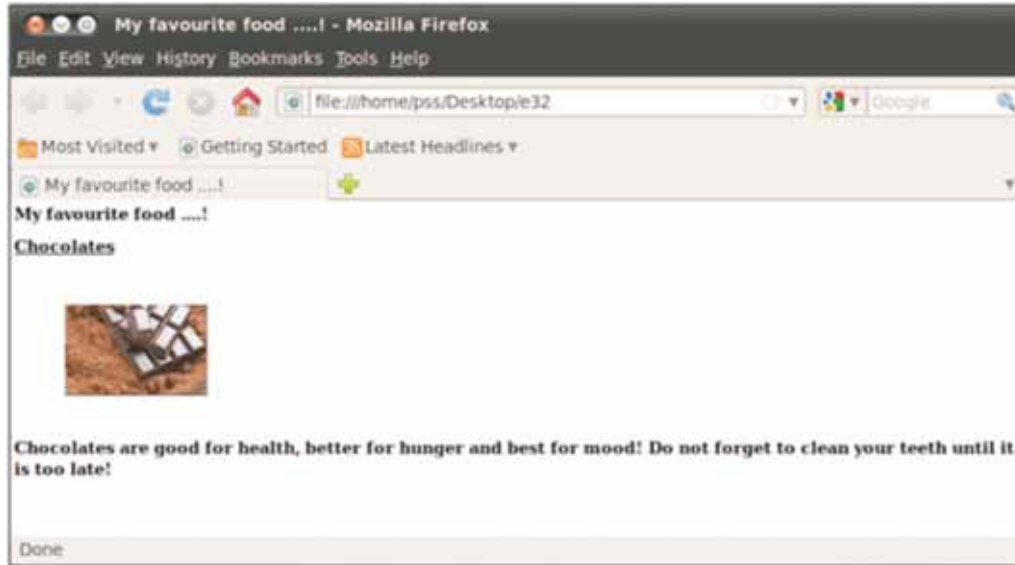 My favourite food ....! - Mozilla Firefox
File Edit View History Bookmarks Tools Help
file:///home/pss/Desktop/e32
Google
Most Visited Getting Started Latest Headlines
My favourite food ....!
My favourite food ....!
Chocolates
Chocolates are good for health, better for hunger and best for mood! Do not forget to clean your teeth until it
is too late!
Done